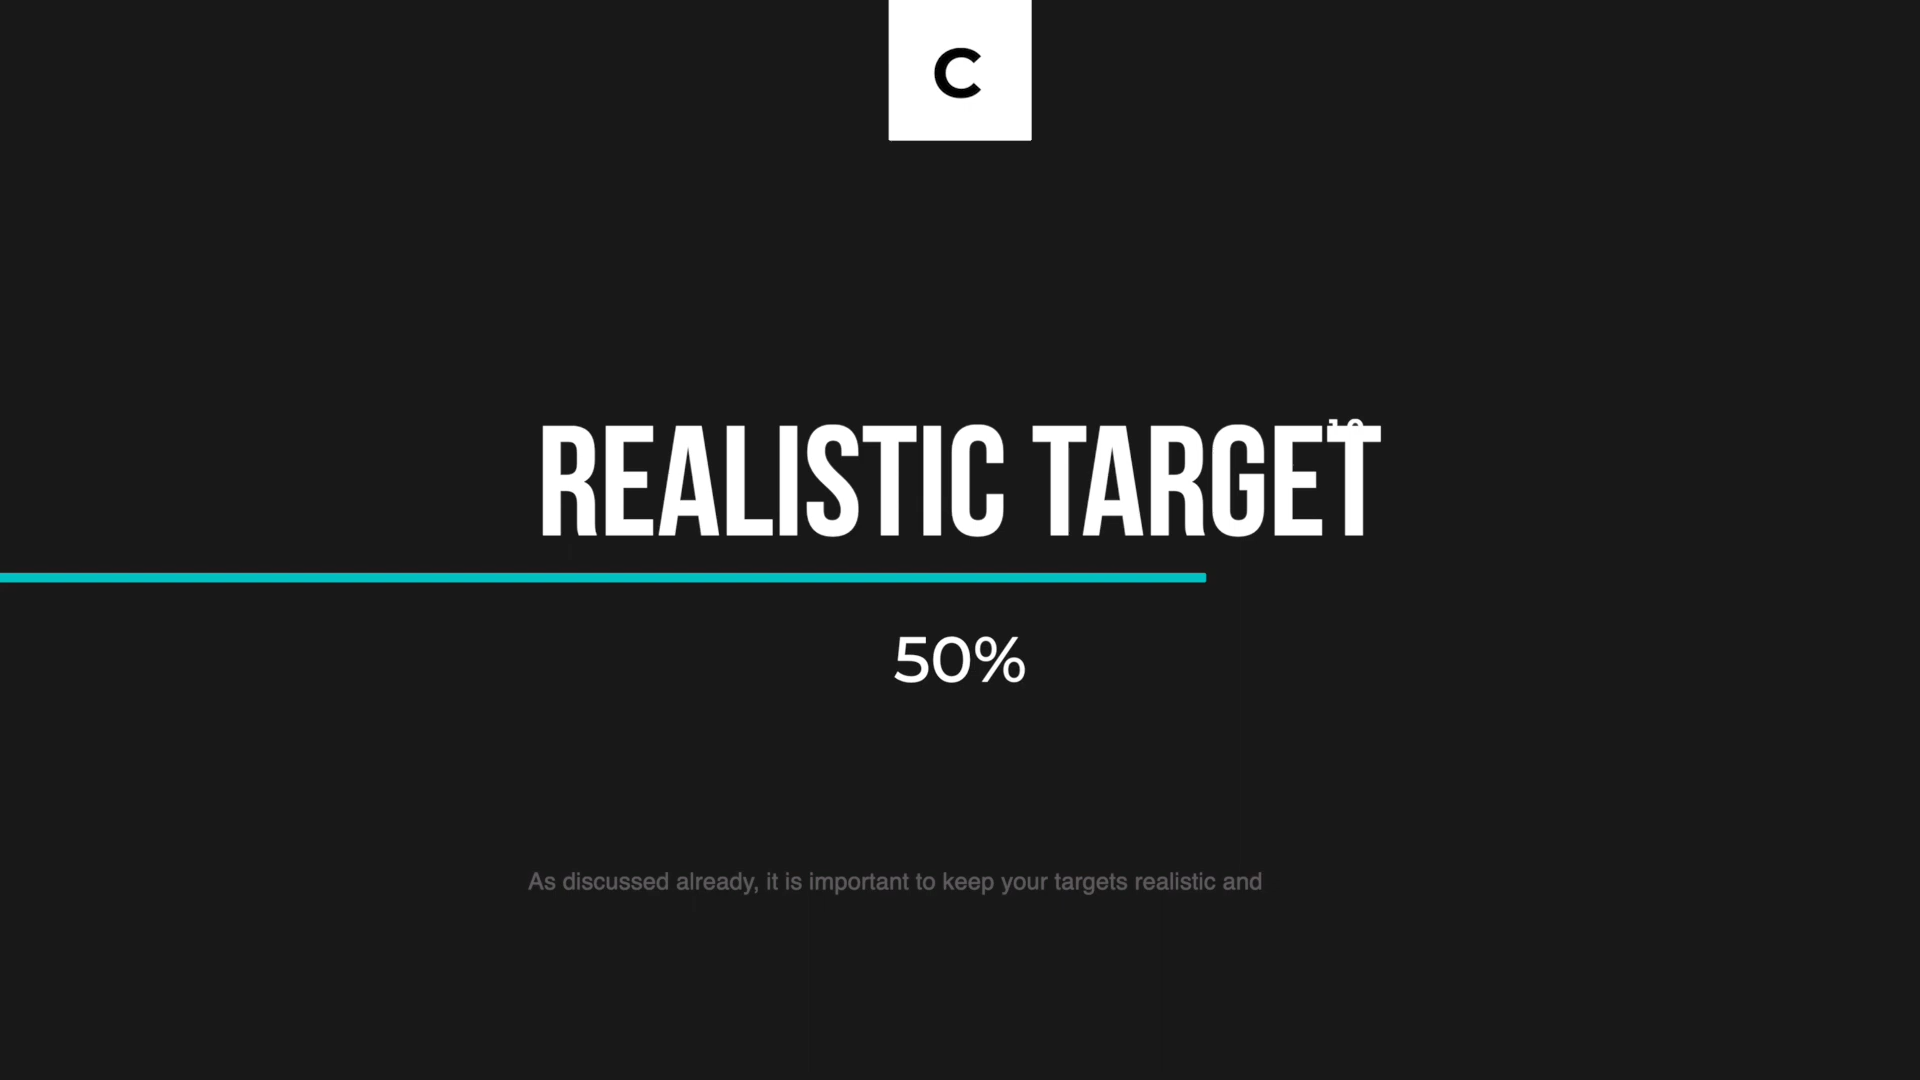 C
REALISTIC TARGET
50%
As discussed already, it is important to keep your targets realistic and